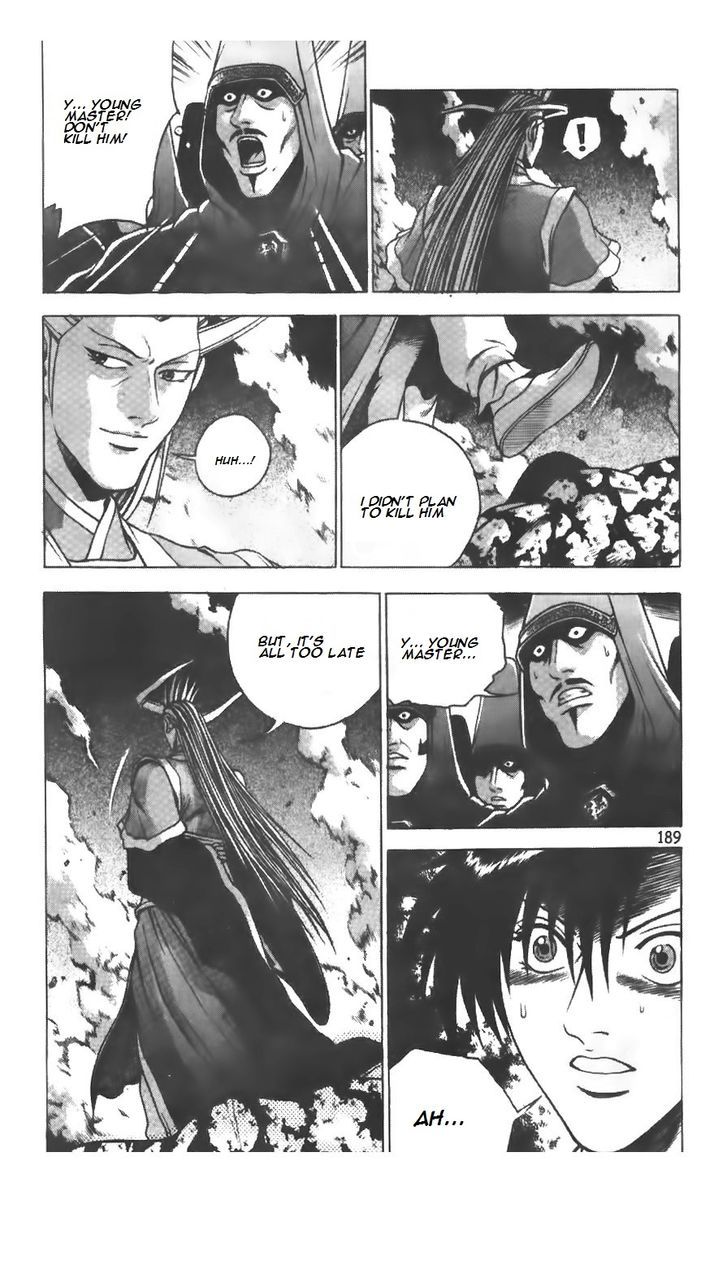 Y... YOUNG
MASTER!
DON'T
KILL HIM!
!
HUH...!
I DIDN'T PLAN
TO KILL HIM
BUT, IT'S
ALL TOO LATE
Y... YOUNG
MASTER...
189
AH...